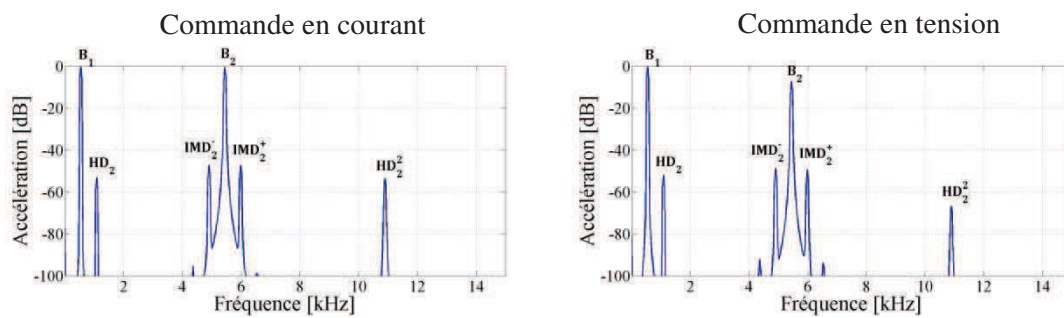 Commande en courant
B₁
B₂
0
-20
-40
-60
-80
-100
IMD₂⁻
IMD₂⁺
HD₂
HD₂²
2
4
6
8
10
12
14
Accélération [dB]
Fréquence [kHz]
Commande en tension
B₁
B₂
0
-20
-40
-60
-80
-100
IMD₂⁻
IMD₂⁺
HD₂
HD₂²
2
4
6
8
10
12
14
Accélération [dB]
Fréquence [kHz]